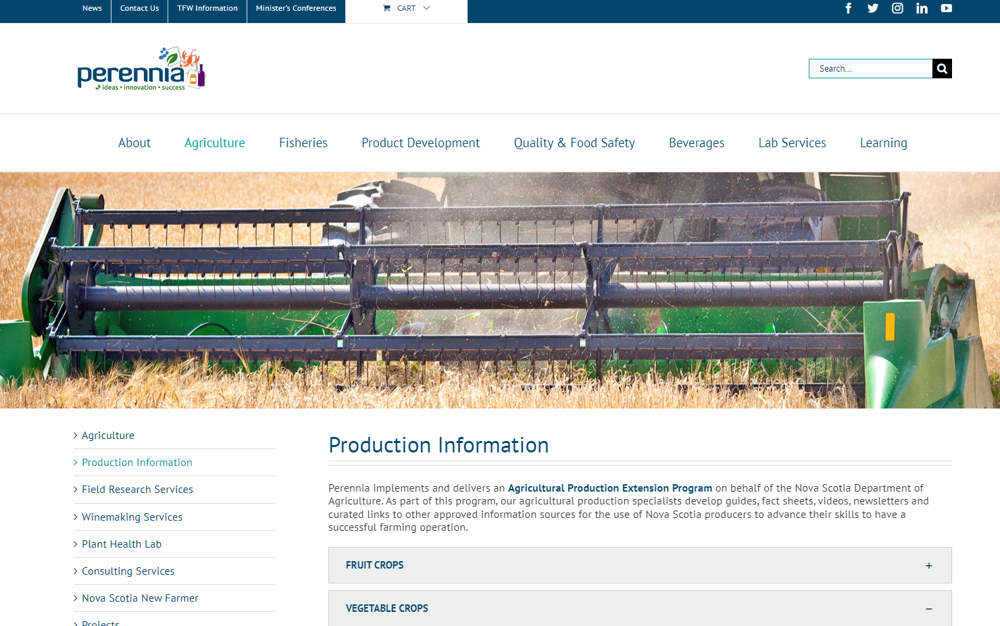 News
Contact Us
TFW Information
Minister's Conferences
CART
perennia
ideas • innovation • success
Search...
About
Agriculture
Fisheries
Product Development
Quality & Food Safety
Beverages
Lab Services
Learning
Agriculture
Production Information
Field Research Services
Winemaking Services
Plant Health Lab
Consulting Services
Nova Scotia New Farmer
Projects
Production Information
Perennia implements and delivers an Agricultural Production Extension Program on behalf of the Nova Scotia Department of
Agriculture. As part of this program, our agricultural production specialists develop guides, fact sheets, videos, newsletters and
curated links to other approved information sources for the use of Nova Scotia producers to advance their skills to have a
successful farming operation.
FRUIT CROPS
VEGETABLE CROPS